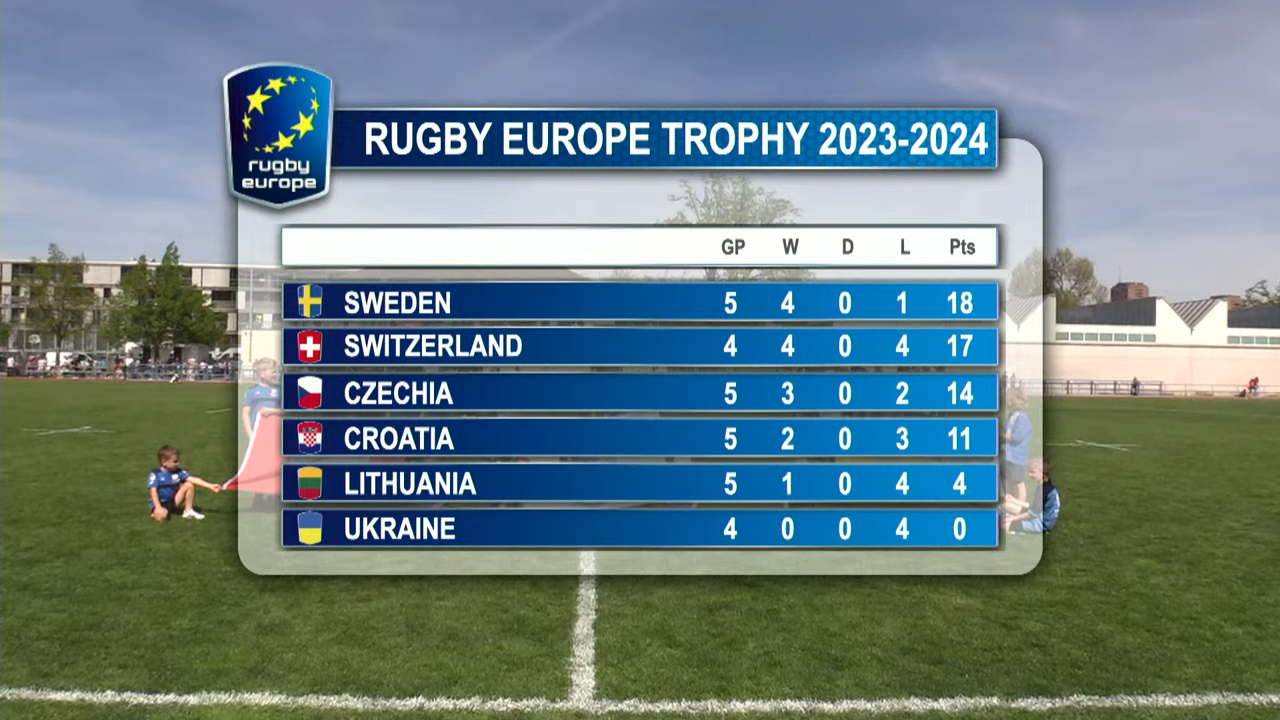 rugby
europe
RUGBY EUROPE TROPHY 2023-2024
GP W D L Pts
SWEDEN 5 4 0 1 18
SWITZERLAND 4 4 0 4 17
CZECHIA 5 3 0 2 14
CROATIA 5 2 0 3 11
LITHUANIA 5 1 0 4 4
UKRAINE 4 0 0 4 0